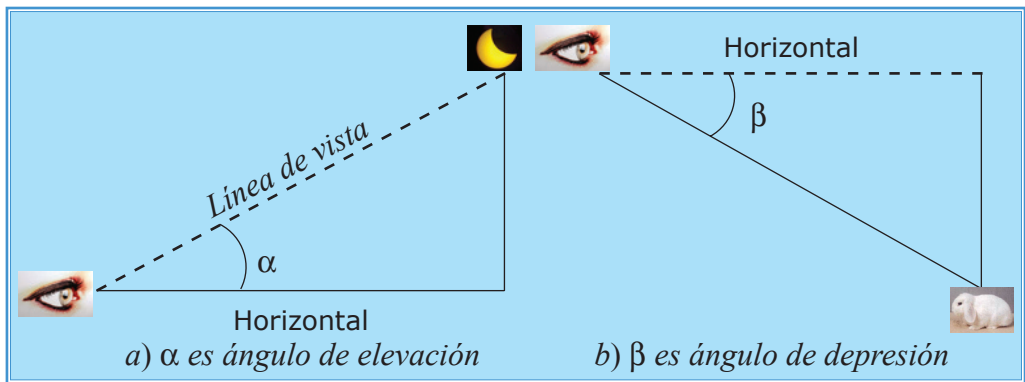 Línea de vista
α
Horizontal
a) α es ángulo de elevación
Horizontal
β
b) β es ángulo de depresión